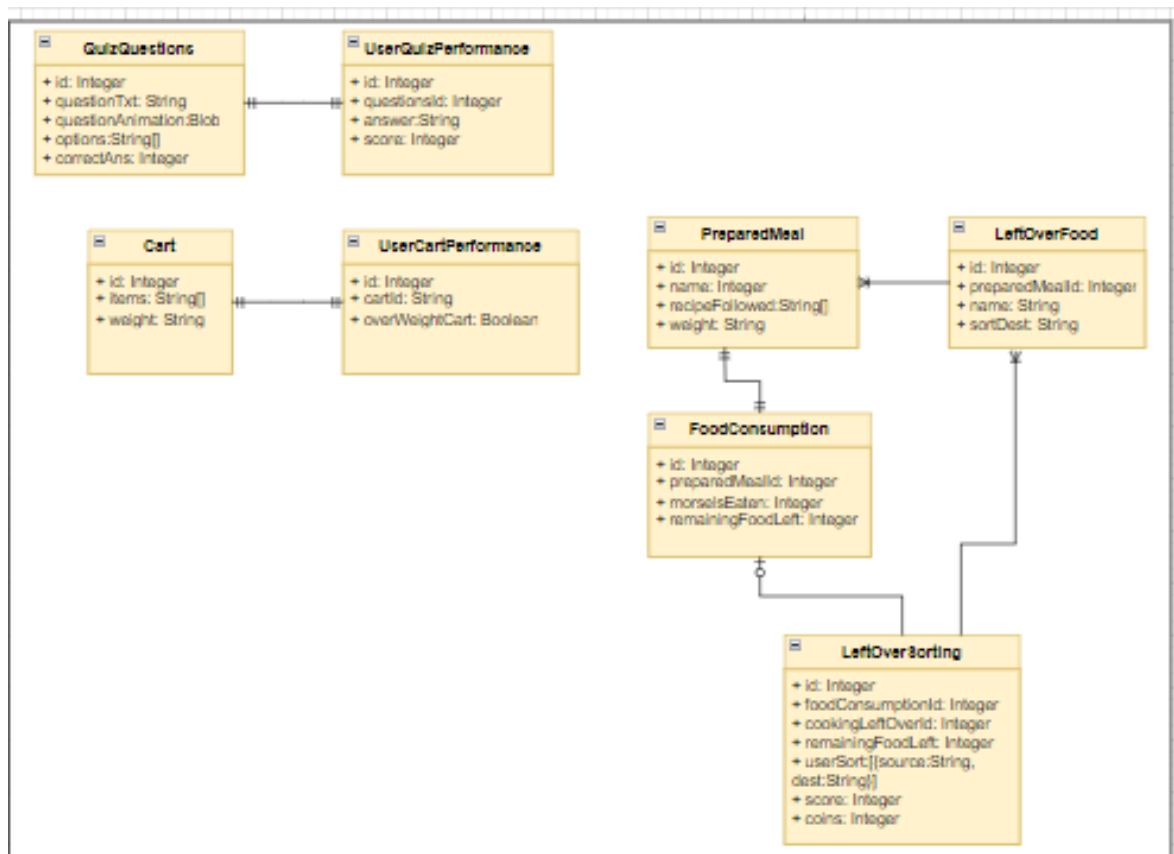 QuizQuestions
+ id: Integer
+ questionTxt: String
+ questionAnimation:Blob
+ options:String[]
+ correctAns: Integer
UserQuizPerformance
+ id: Integer
+ questionsId: Integer
+ answer:String
+ score: Integer
Cart
+ id: Integer
+ items: String[]
+ weight: String
UserCartPerformance
+ id: Integer
+ cartId: String
+ overWeightCart: Boolean
PreparedMeal
+ id: Integer
+ name: Integer
+ recipeFollowed:String[]
+ weight: String
LeftOverFood
+ id: Integer
+ preparedMealId: Integer
+ name: String
+ sortDest: String
FoodConsumption
+ id: Integer
+ preparedMealId: Integer
+ morselsEaten: Integer
+ remainingFoodLeft: Integer
LeftOverSorting
+ id: Integer
+ foodConsumptionId: Integer
+ cookingLeftOverId: Integer
+ remainingFoodLeft: Integer
+ userSort:[{source:String,
dest:String}]
+ score: Integer
+ coins: Integer